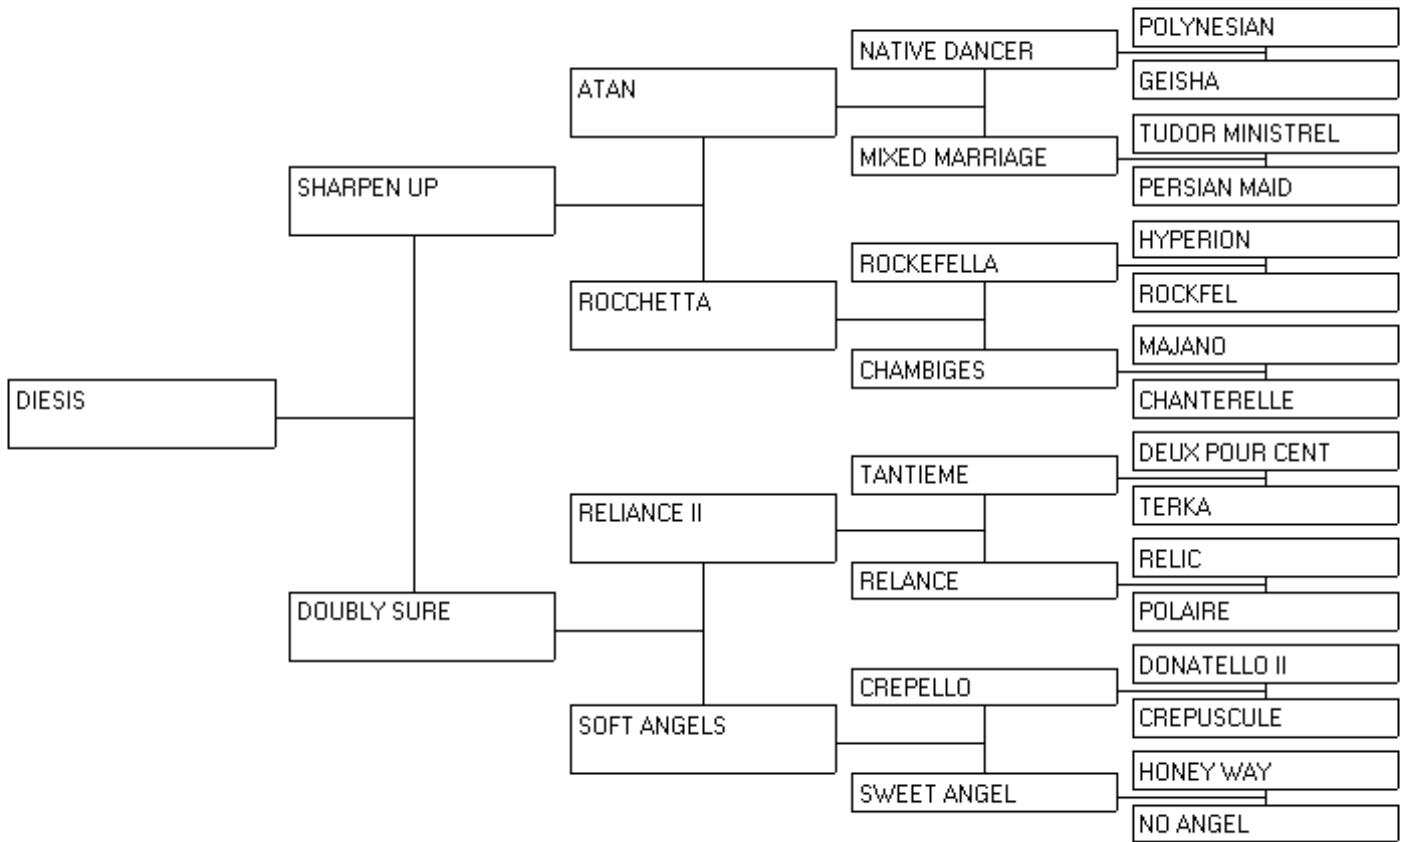 POLYNESIAN
NATIVE DANCER
GEISHA
ATAN
TUDOR MINISTREL
MIXED MARRIAGE
PERSIAN MAID
SHARPEN UP
HYPERION
ROCKEFELLA
ROCKFEL
ROCCHETTA
MAJANO
CHAMBIGES
CHANTERELLE
DIESIS
DEUX POUR CENT
TANTIEME
TERKA
RELIANCE II
RELIC
RELANCE
POLAIRE
DOUBLY SURE
DONATELLO II
CREPELLO
CREPUSCULE
SOFT ANGELS
HONEY WAY
SWEET ANGEL
NO ANGEL